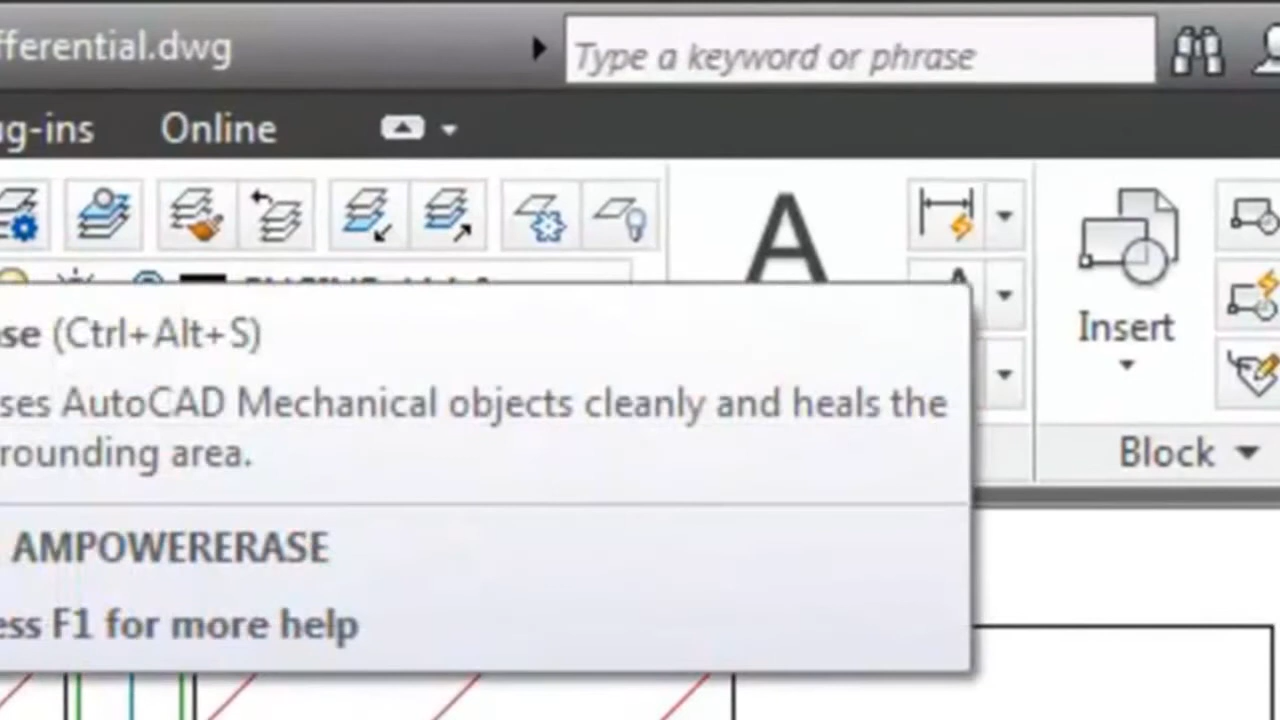 fferential.dwg
Type a keyword or phrase
ug-ins Online
A
Insert
se (Ctrl+Alt+S)
ses AutoCAD Mechanical objects cleanly and heals the
rounding area.
Block
AMPOWERERASE
ess F1 for more help